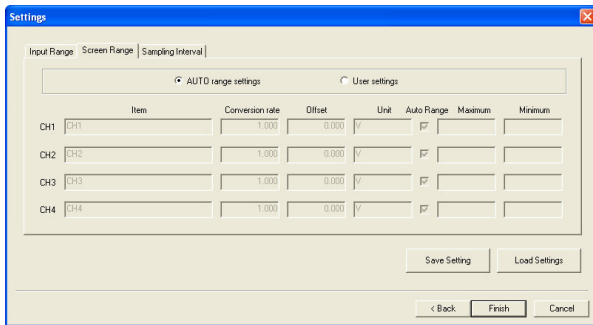 Settings
Input Range Screen Range Sampling Interval
AUTO range settings User settings
Item Conversion rate Offset Unit Auto Range Maximum Minimum
CH1 CH1 1.000 0.000 V
CH2 CH2 1.000 0.000 V
CH3 CH3 1.000 0.000 V
CH4 CH4 1.000 0.000 V
Save Setting Load Settings
< Back Finish Cancel